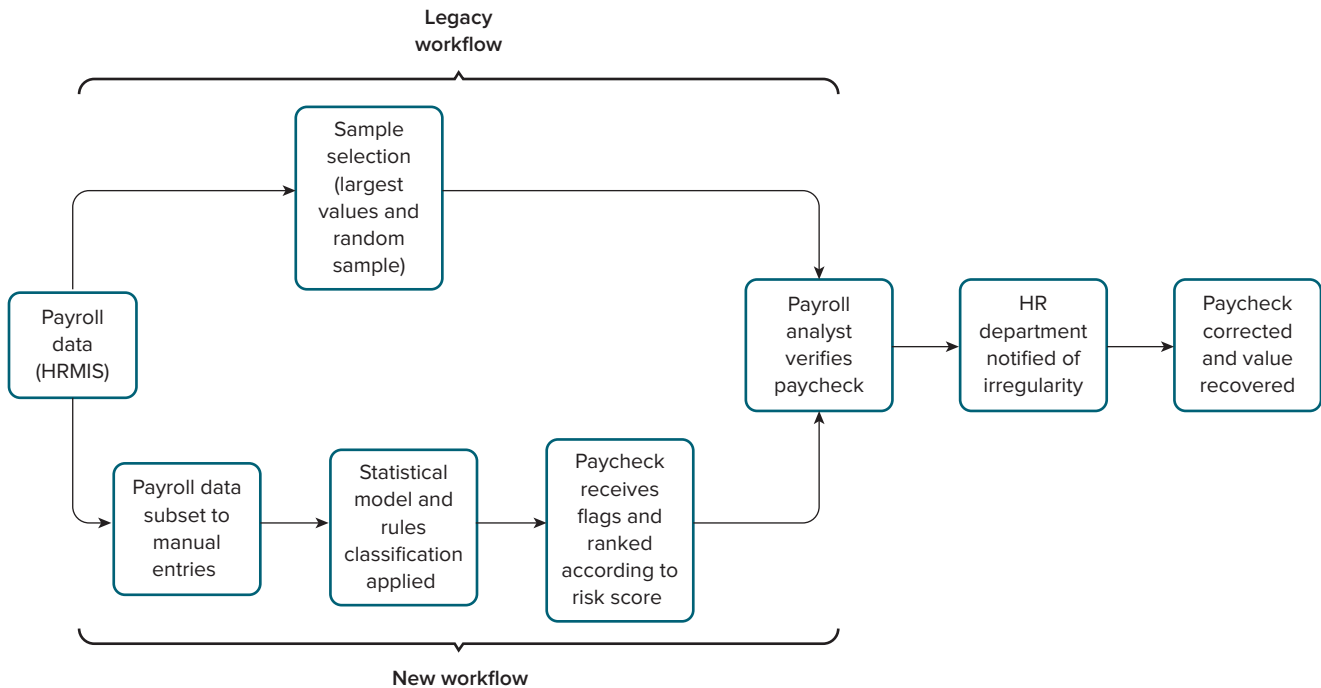 Legacy
workflow
Sample
selection
(largest
values and
random
sample)
Payroll
data
(HRMIS)
Payroll
analyst
verifies
paycheck
HR
department
notified of
irregularity
Paycheck
corrected
and value
recovered
Payroll data
subset to
manual
entries
Statistical
model and
rules
classification
applied
Paycheck
receives
flags and
ranked
according to
risk score
New workflow